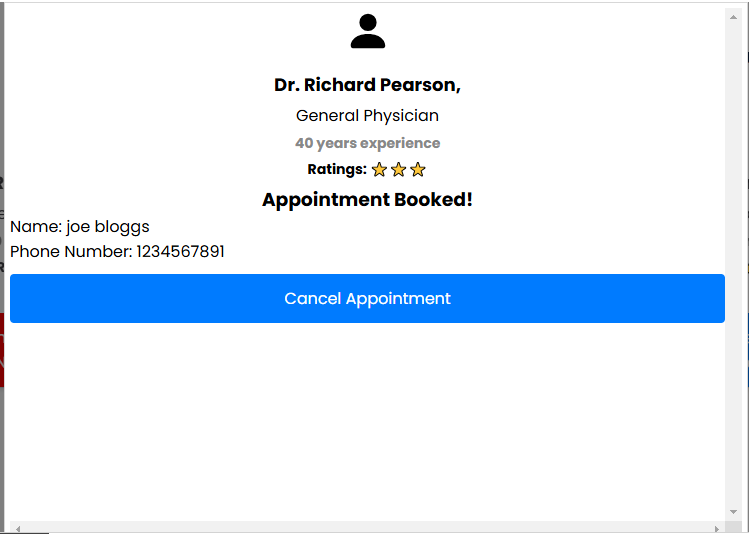 Dr. Richard Pearson,
General Physician
40 years experience
Ratings:
Appointment Booked!
Name: joe bloggs
Phone Number: 1234567891
Cancel Appointment